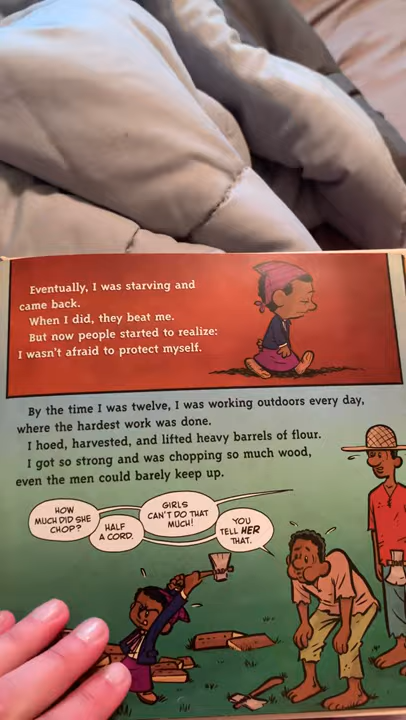 Eventually, I was starving and
came back.
When I did, they beat me.
But now people started to realize:
I wasn't afraid to protect myself.
By the time I was twelve, I was working outdoors every day,
where the hardest work was done.
I hoed, harvested, and lifted heavy barrels of flour.
I got so strong and was chopping so much wood,
even the men could barely keep up.
HOW
MUCH DID SHE
CHOP?
HALF
A CORD.
GIRLS
CAN'T DO THAT
MUCH!
YOU
TELL HER
THAT.